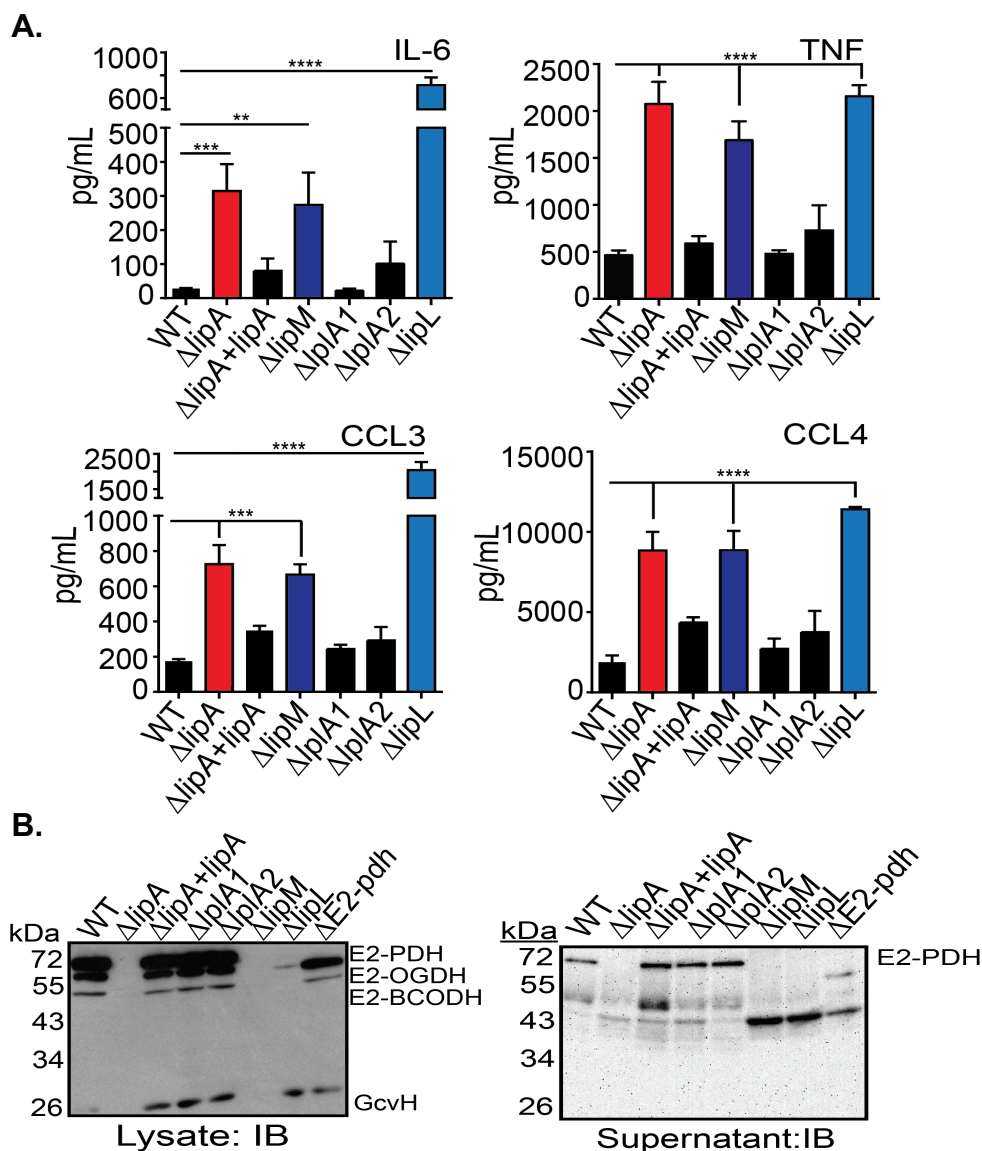 A.
IL-6
pg/mL
1000
600
500
400
300
200
100
0
****
**
***
WT
ΔlipA
ΔlipA+lipA
ΔlipM
ΔlplA1
ΔlplA2
ΔlipL
TNF
pg/mL
2500
2000
1500
1000
500
0
****
WT
ΔlipA
ΔlipA+lipA
ΔlipM
ΔlplA1
ΔlplA2
ΔlipL
CCL3
pg/mL
2500
1500
1000
800
600
400
200
0
****
***
WT
ΔlipA
ΔlipA+lipA
ΔlipM
ΔlplA1
ΔlplA2
ΔlipL
CCL4
pg/mL
15000
10000
5000
0
****
WT
ΔlipA
ΔlipA+lipA
ΔlipM
ΔlplA1
ΔlplA2
ΔlipL
B.
kDa
WT
ΔlipA
ΔlipA+lipA
ΔlplA1
ΔlplA2
ΔlipM
ΔlipL
ΔE2-pdh
72
55
43
34
26
E2-PDH
E2-OGDH
E2-BCODH
GcvH
Lysate: IB
kDa
WT
ΔlipA
ΔlipA+lipA
ΔlplA1
ΔlplA2
ΔlipM
ΔlipL
ΔE2-pdh
72
55
43
34
26
E2-PDH
Supernatant:IB